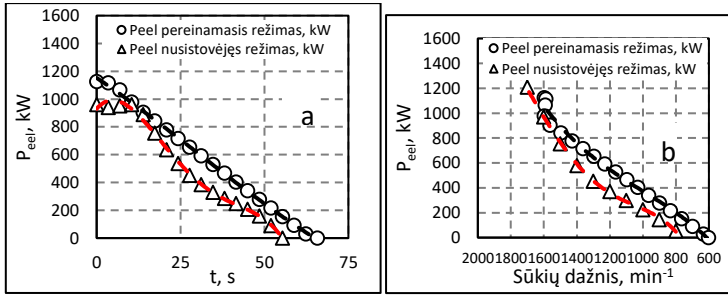 1600
1400
1200
1000
800
600
400
200
0
P_eel, kW
Peel pereinamasis režimas, kW
Peel nusistovėjęs režimas, kW
a
0 25 50 75
t, s
1600
1400
1200
1000
800
600
400
200
0
P_eel, kW
Peel pereinamasis režimas, kW
Peel nusistovėjęs režimas, kW
b
2000 1800 1600 1400 1200 1000 800 600
Sūkių dažnis, min⁻¹